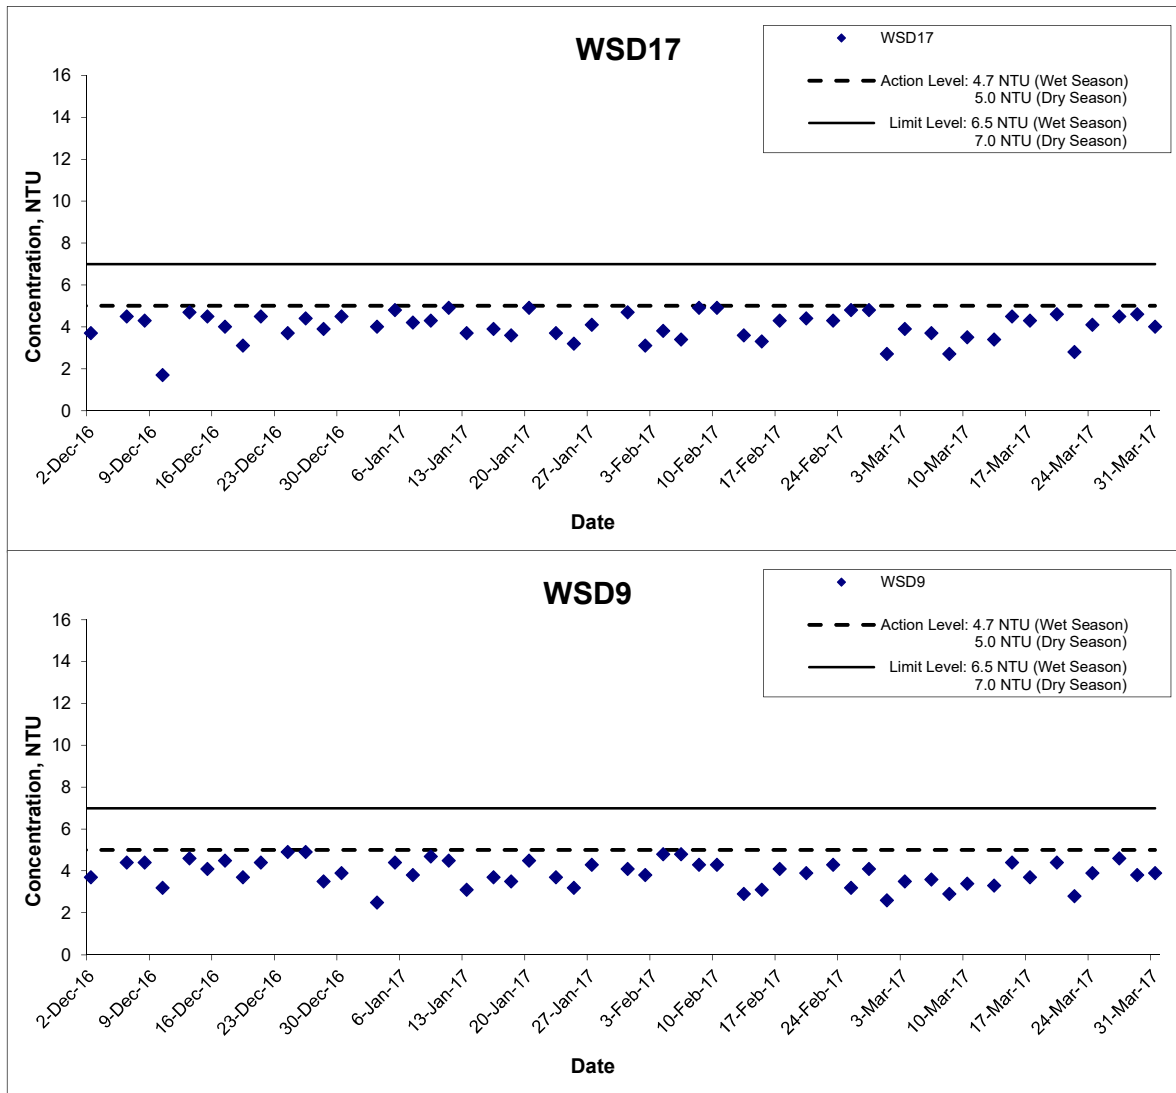 WSD17
WSD17
Action Level: 4.7 NTU (Wet Season)
5.0 NTU (Dry Season)
Limit Level: 6.5 NTU (Wet Season)
7.0 NTU (Dry Season)
Concentration, NTU
16
14
12
10
8
6
4
2
0
2-Dec-16
9-Dec-16
16-Dec-16
23-Dec-16
30-Dec-16
6-Jan-17
13-Jan-17
20-Jan-17
27-Jan-17
3-Feb-17
10-Feb-17
17-Feb-17
24-Feb-17
3-Mar-17
10-Mar-17
17-Mar-17
24-Mar-17
31-Mar-17
Date
WSD9
WSD9
Action Level: 4.7 NTU (Wet Season)
5.0 NTU (Dry Season)
Limit Level: 6.5 NTU (Wet Season)
7.0 NTU (Dry Season)
Concentration, NTU
16
14
12
10
8
6
4
2
0
2-Dec-16
9-Dec-16
16-Dec-16
23-Dec-16
30-Dec-16
6-Jan-17
13-Jan-17
20-Jan-17
27-Jan-17
3-Feb-17
10-Feb-17
17-Feb-17
24-Feb-17
3-Mar-17
10-Mar-17
17-Mar-17
24-Mar-17
31-Mar-17
Date